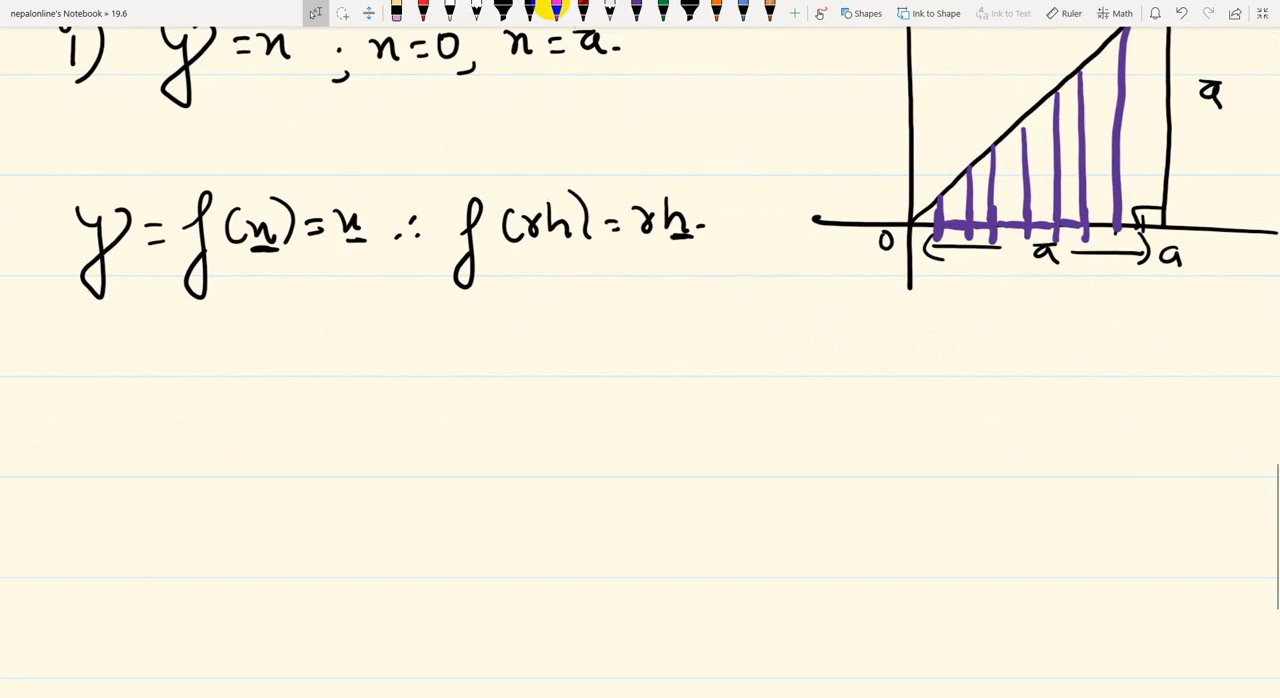 nepalonline's Notebook » 19.6
Shapes Ink to Shape Ink to Text Ruler Math
i) y = x ; x = 0, x = a.
a
y = f(x) = x ∴ f(rh) = rh.
0 a a